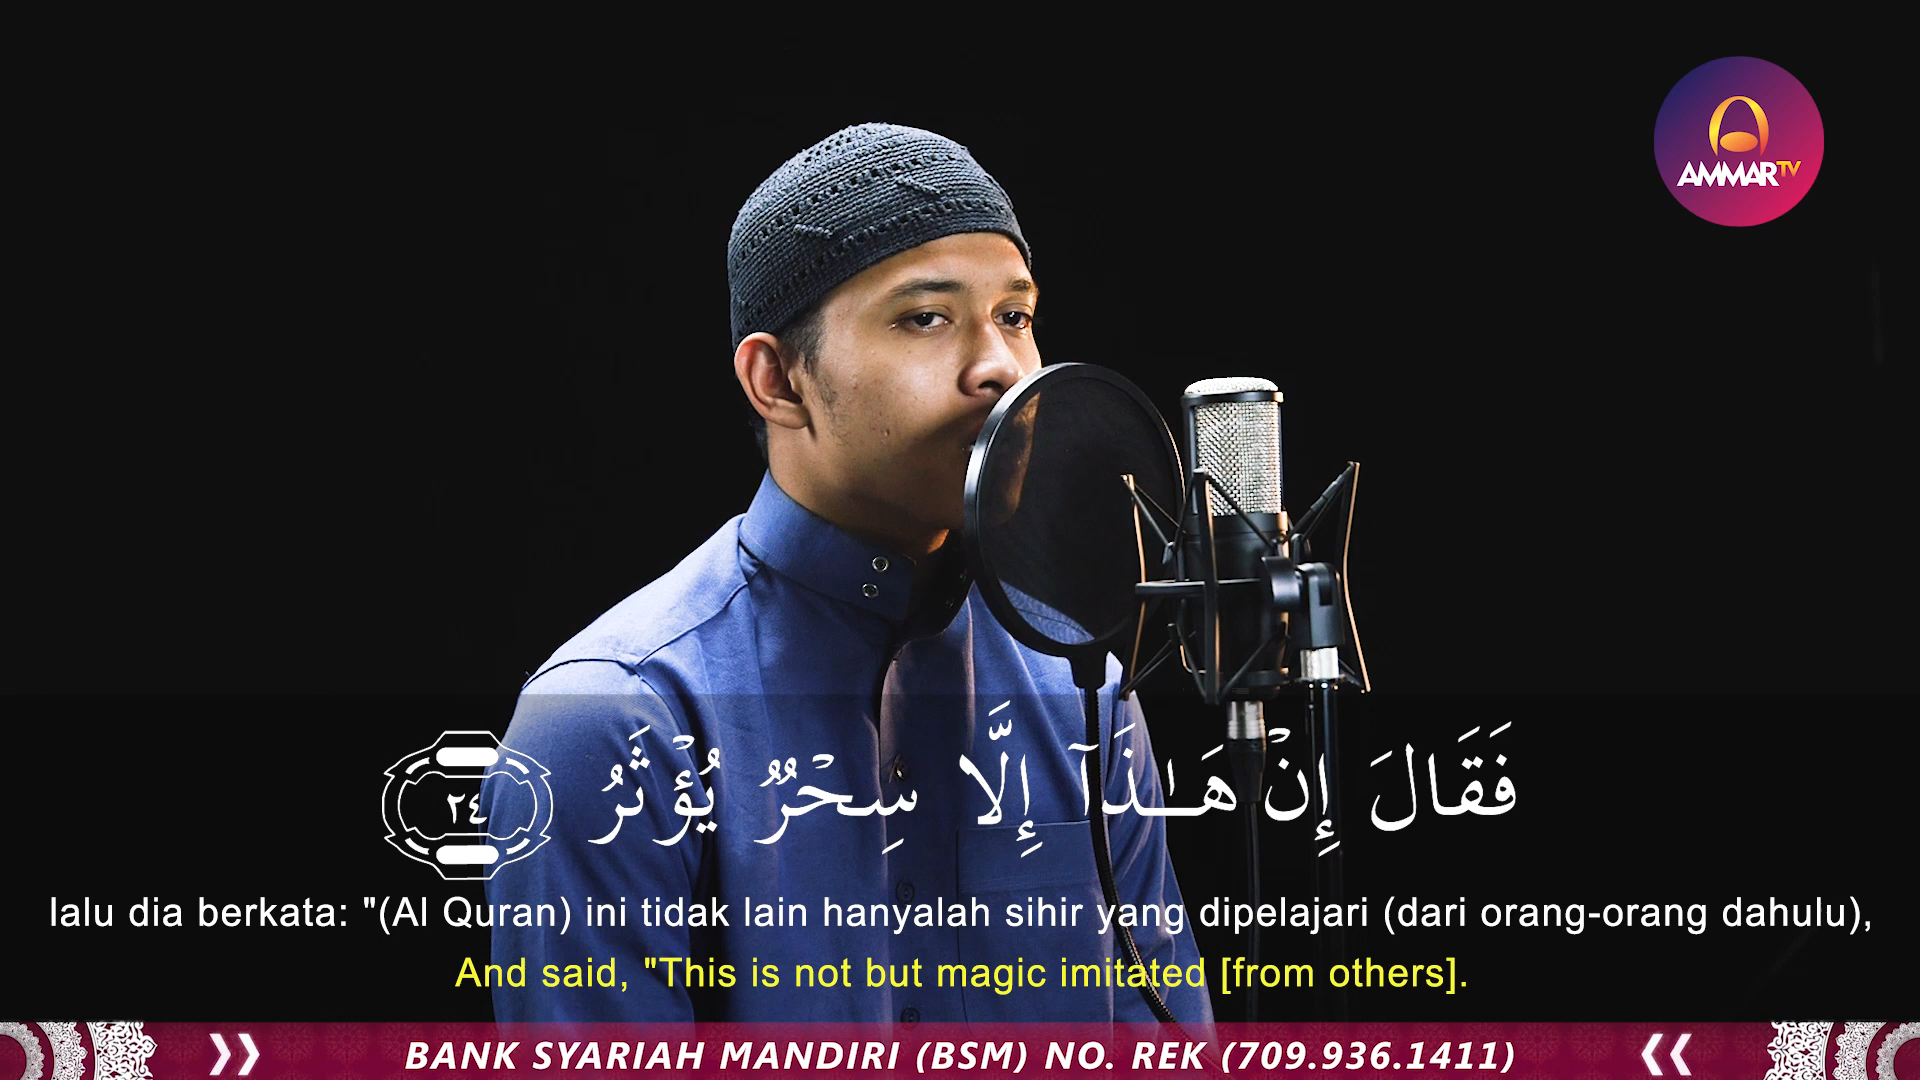 AMMARTV
فَقَالَ إِنْ هَـٰذَآ إِلَّا سِحْرٌ يُؤْثَرُ ٢٤
lalu dia berkata: "(Al Quran) ini tidak lain hanyalah sihir yang dipelajari (dari orang-orang dahulu),
And said, "This is not but magic imitated [from others].
BANK SYARIAH MANDIRI (BSM) NO. REK (709.936.1411)